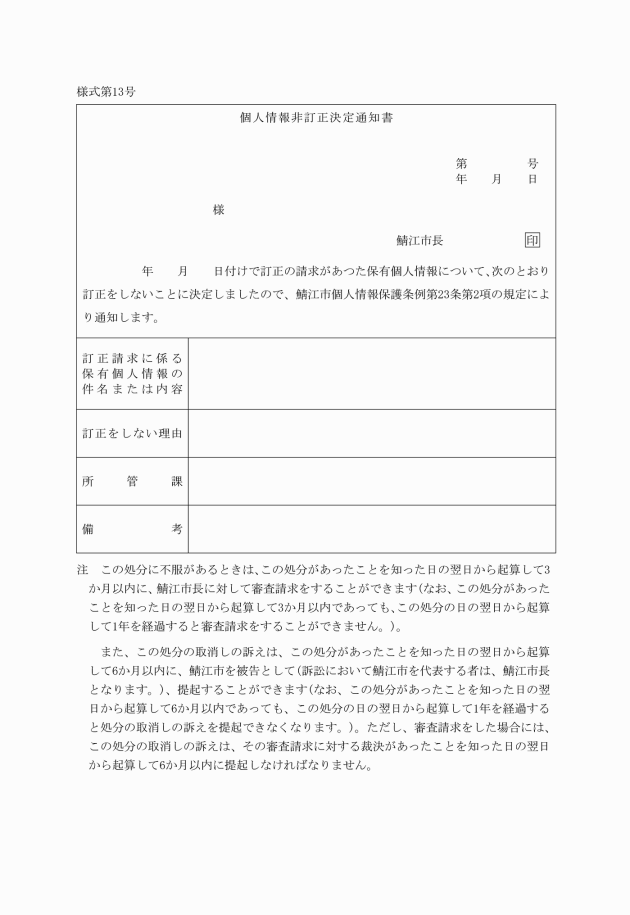 様式第13号
個人情報非訂正決定通知書
第　　　　　号
年　　月　　日
様
鯖江市長　　　　　　　印
年　　月　　日付けで訂正の請求があつた保有個人情報について、次のとおり
訂正をしないことに決定しましたので、鯖江市個人情報保護条例第23条第2項の規定によ
り通知します。
訂正請求に係る
保有個人情報の
件名または内容
訂正をしない理由
所　　管　　課
備　　　　　考
注　この処分に不服があるときは、この処分があったことを知った日の翌日から起算して3
か月以内に、鯖江市長に対して審査請求をすることができます(なお、この処分があった
ことを知った日の翌日から起算して3か月以内であっても、この処分の日の翌日から起算
して1年を経過すると審査請求をすることができません。)。
また、この処分の取消しの訴えは、この処分があったことを知った日の翌日から起算
して6か月以内に、鯖江市を被告として(訴訟において鯖江市を代表する者は、鯖江市長
となります。)、提起することができます(なお、この処分があったことを知った日の翌
日から起算して6か月以内であっても、この処分の日の翌日から起算して1年を経過する
と処分の取消しの訴えを提起できなくなります。)。ただし、審査請求をした場合には、
この処分の取消しの訴えは、その審査請求に対する裁決があったことを知った日の翌日
から起算して6か月以内に提起しなければなりません。